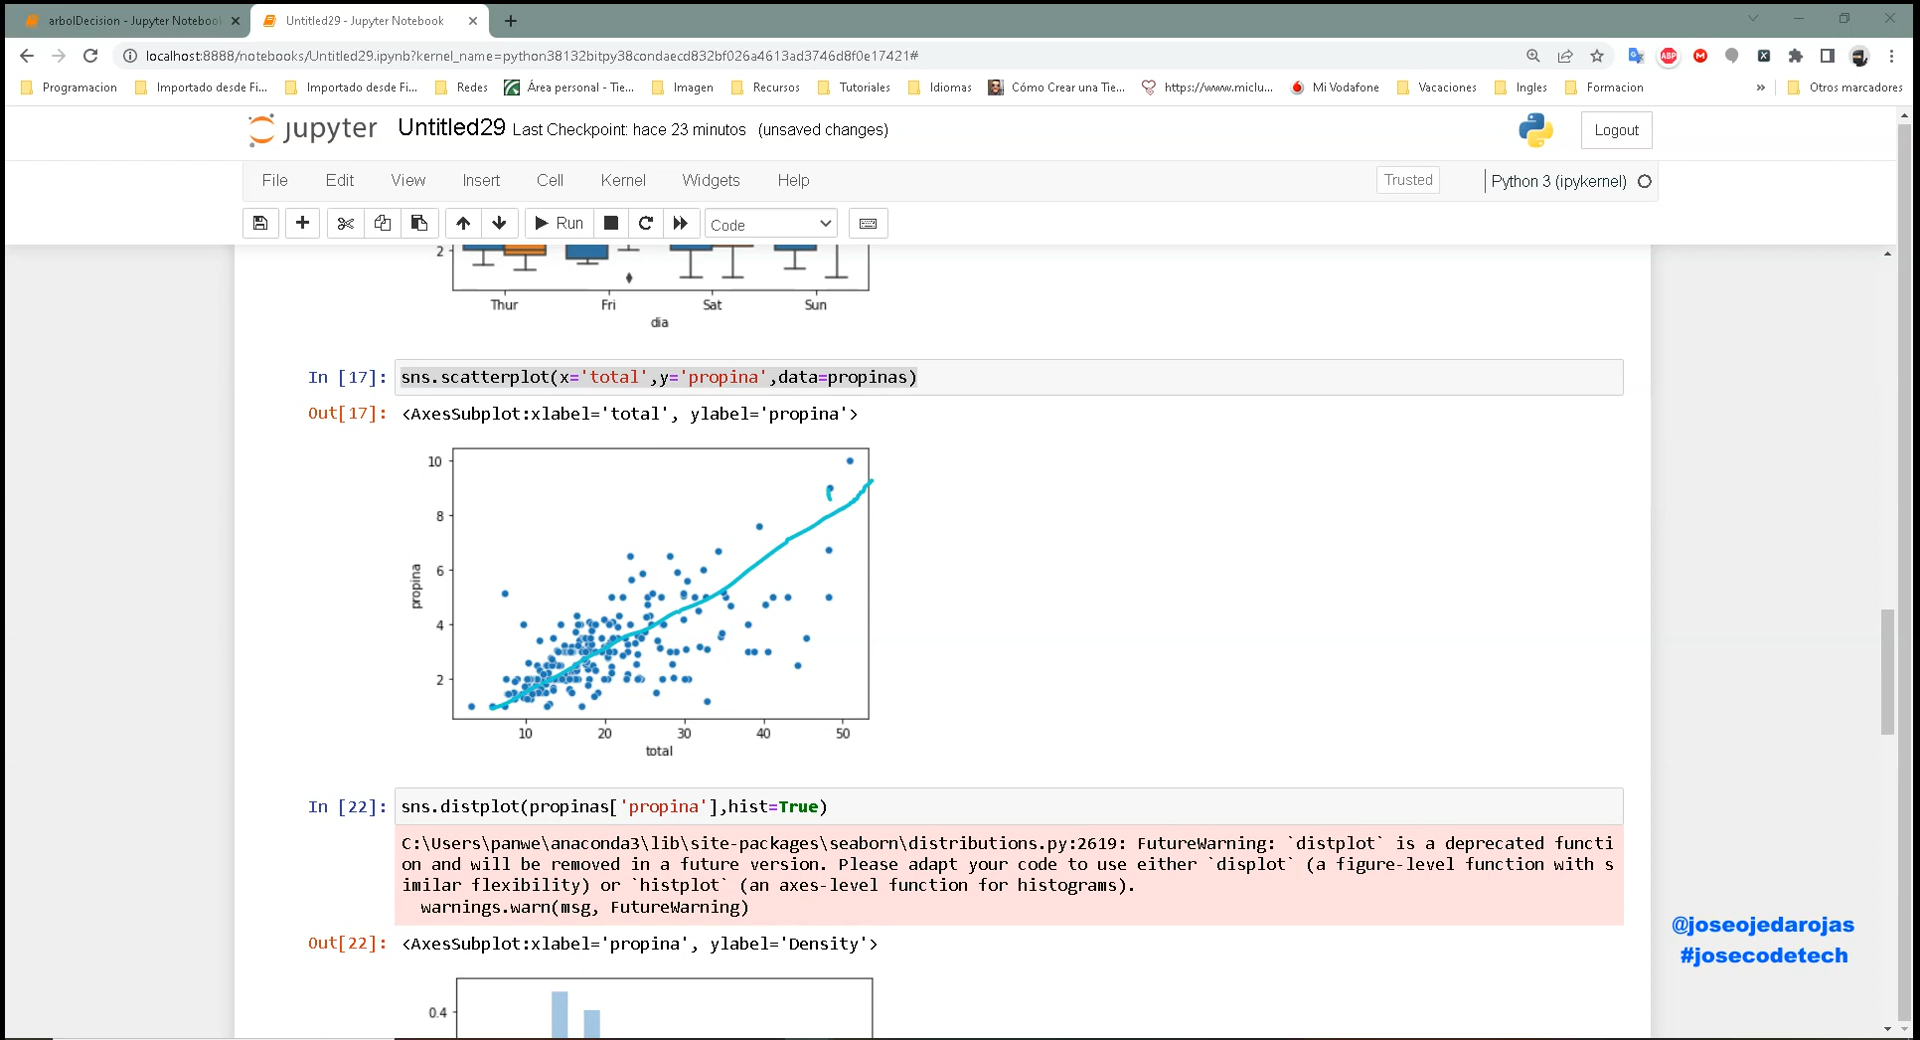 arbolDecision - Jupyter Notebook
Untitled29 - Jupyter Notebook
localhost:8888/notebooks/Untitled29.ipynb?kernel_name=python38132bitpy38condaecd832bf026a4613ad3746d8f0e17421#
Programacion Importado desde Fi... Importado desde Fi... Redes Área personal - Tie... Imagen Recursos Tutoriales Idiomas Cómo Crear una Tie... https://www.miclu... Mi Vodafone Vacaciones Ingles Formacion » Otros marcadores
jupyter Untitled29 Last Checkpoint: hace 23 minutos (unsaved changes) Logout
File Edit View Insert Cell Kernel Widgets Help Trusted Python 3 (ipykernel)
Run Code
2
Thur Fri Sat Sun
dia
In [17]: sns.scatterplot(x='total',y='propina',data=propinas)
Out[17]: <AxesSubplot:xlabel='total', ylabel='propina'>
10
8
6
4
2
propina
10 20 30 40 50
total
In [22]: sns.distplot(propinas['propina'],hist=True)
C:\Users\panwe\anaconda3\lib\site-packages\seaborn\distributions.py:2619: FutureWarning: `distplot` is a deprecated functi
on and will be removed in a future version. Please adapt your code to use either `displot` (a figure-level function with s
imilar flexibility) or `histplot` (an axes-level function for histograms).
warnings.warn(msg, FutureWarning)
Out[22]: <AxesSubplot:xlabel='propina', ylabel='Density'>
0.4
@joseojedarojas
#josecodetech